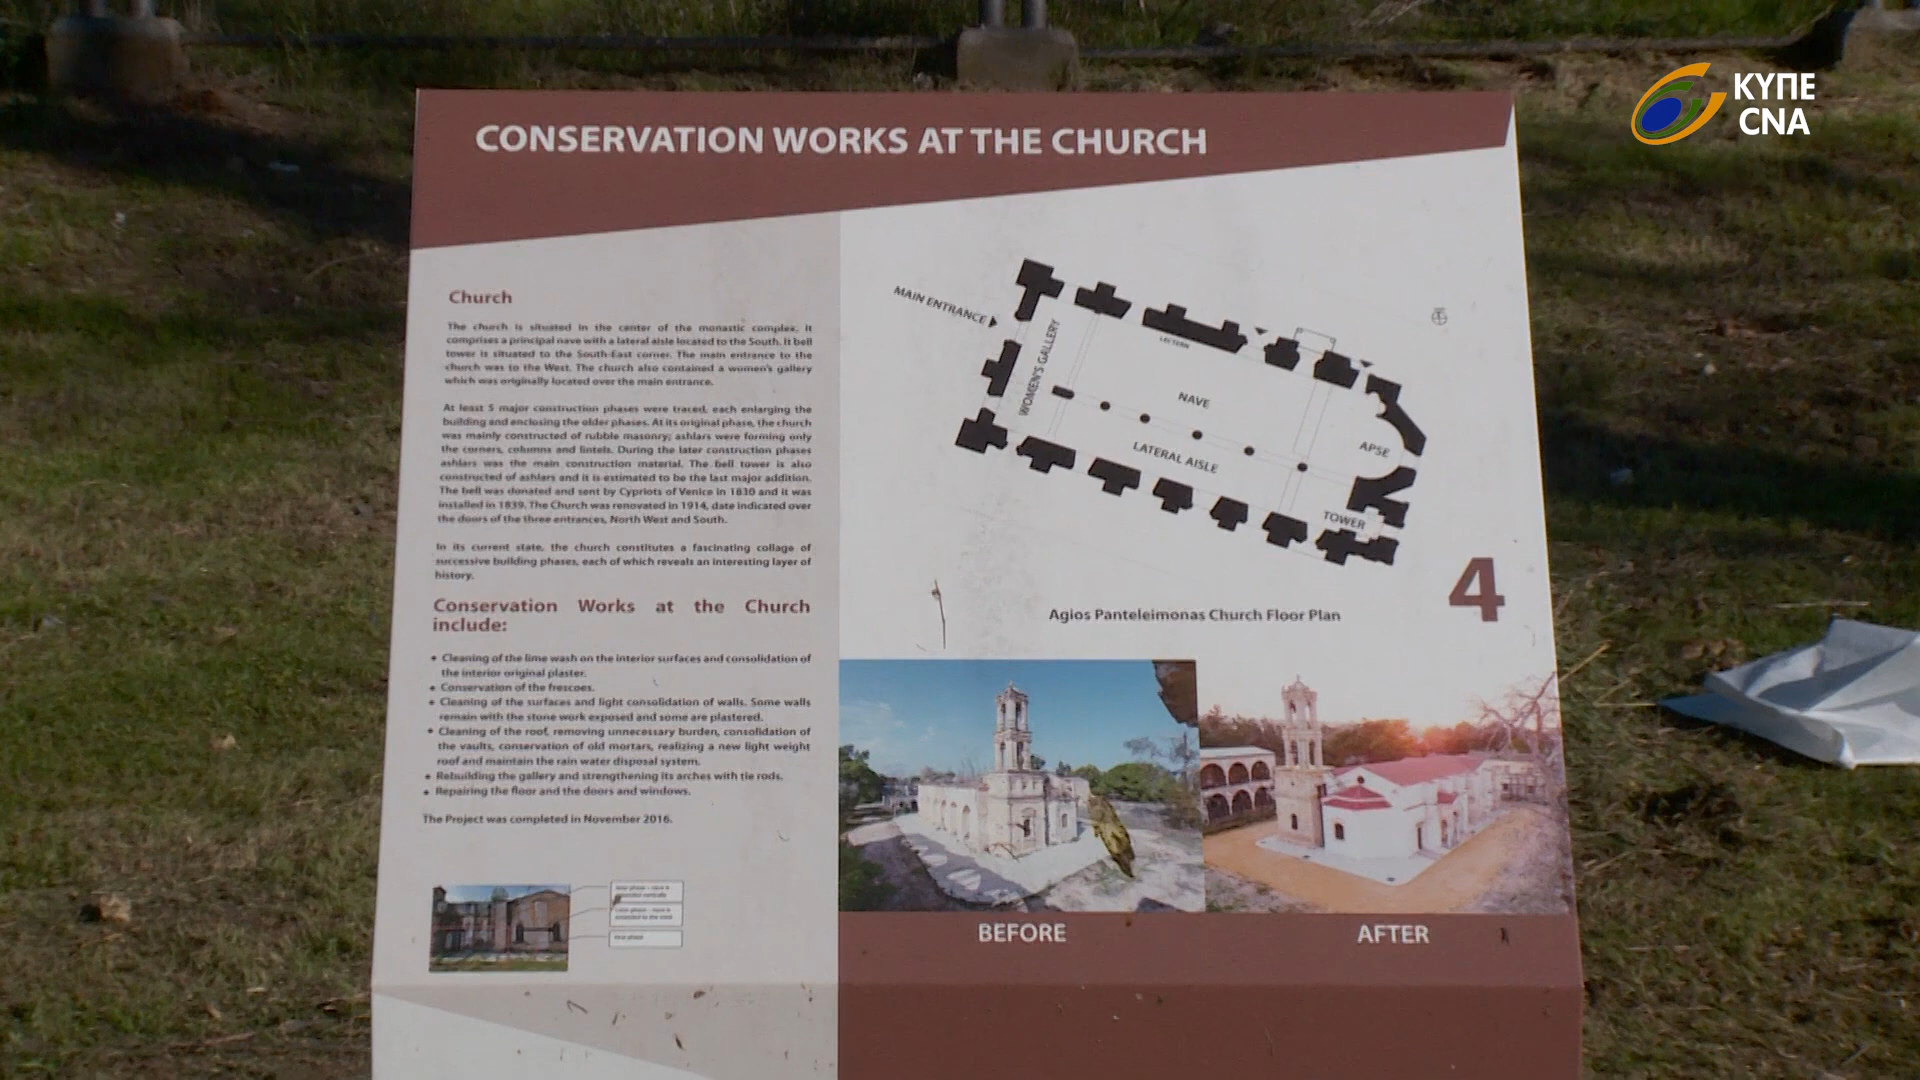 ΚΥΠΕ
CNA
CONSERVATION WORKS AT THE CHURCH
Church
The church is situated in the center of the monastic complex. It
comprises a principal nave with a lateral aisle located to the South. It bell
tower is situated to the South-East corner. The main entrance to the
church was to the West. The church also contained a women's gallery
which was originally located over the main entrance.
At least 5 major construction phases were traced, each enlarging the
building and enclosing the older phases. At its original phase, the church
was mainly constructed of rubble masonry; ashlars were forming only
the corners, columns and lintels. During the later construction phases
ashlars was the main construction material. The bell tower is also
constructed of ashlars and it is estimated to be the last major addition.
The bell was donated and sent by Cypriots of Venice in 1830 and it was
installed in 1839. The Church was renovated in 1914, date indicated over
the doors of the three entrances, North West and South.
In its current state, the church constitutes a fascinating collage of
successive building phases, each of which reveals an interesting layer of
history.
Conservation Works at the Church
include:
• Cleaning of the lime wash on the interior surfaces and consolidation of
the interior original plaster.
• Conservation of the frescoes.
• Cleaning of the surfaces and light consolidation of walls. Some walls
remain with the stone work exposed and some are plastered.
• Cleaning of the roof, removing unnecessary burden, consolidation of
the vaults, conservation of old mortars, realizing a new light weight
roof and maintain the rain water disposal system.
• Rebuilding the gallery and strengthening its arches with tie rods.
• Repairing the floor and the doors and windows.
The Project was completed in November 2016.
MAIN ENTRANCE
WOMEN'S GALLERY
LECTERN
NAVE
LATERAL AISLE
APSE
TOWER
4
Agios Panteleimonas Church Floor Plan
BEFORE
AFTER